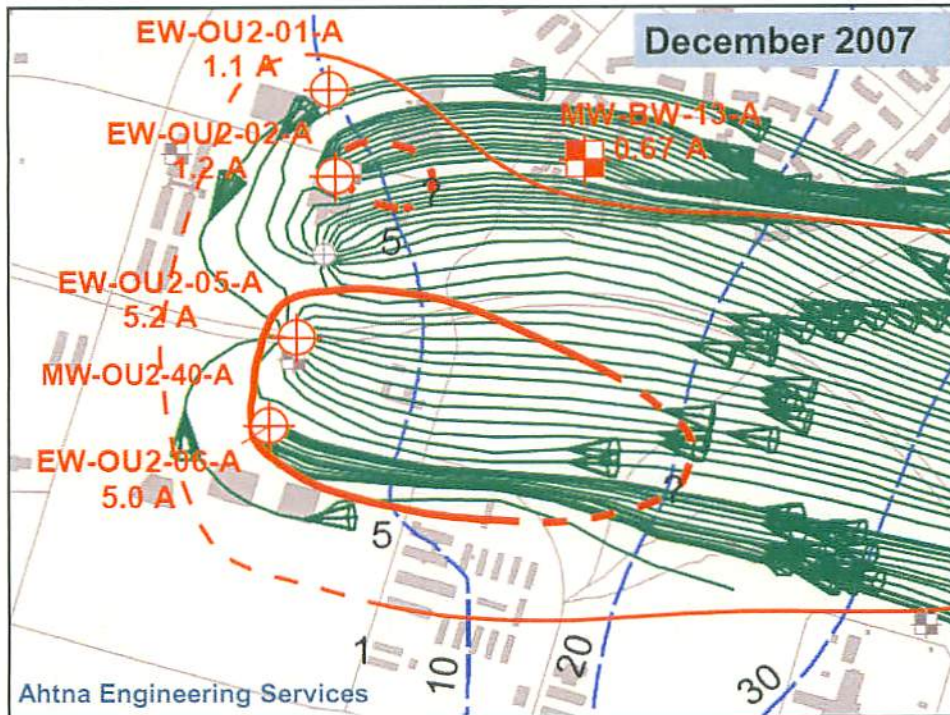 December 2007
EW-OU2-01-A
1.1 A
EW-OU2-02-A
1.2 A
MW-BW-13-A
0.67 A
?
5
EW-OU2-05-A
5.2 A
MW-OU2-40-A
EW-OU2-06-A
5.0 A
?
5
1
10
20
30
Ahtna Engineering Services